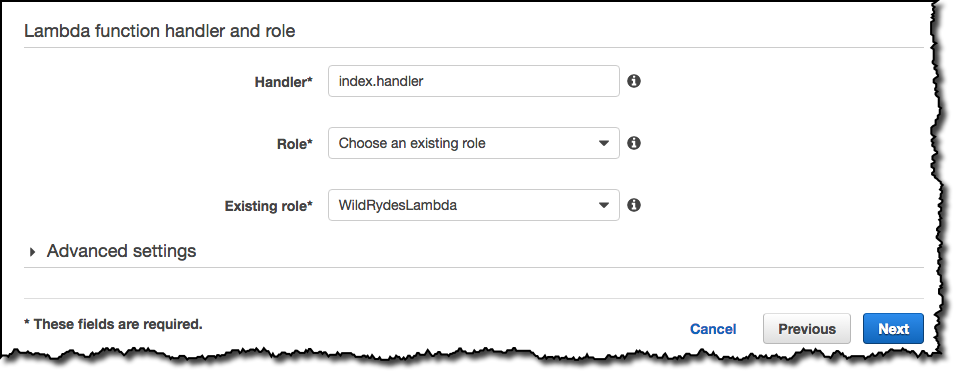 Lambda function handler and role
Handler* index.handler
Role* Choose an existing role
Existing role* WildRydesLambda
Advanced settings
* These fields are required. Cancel Previous Next